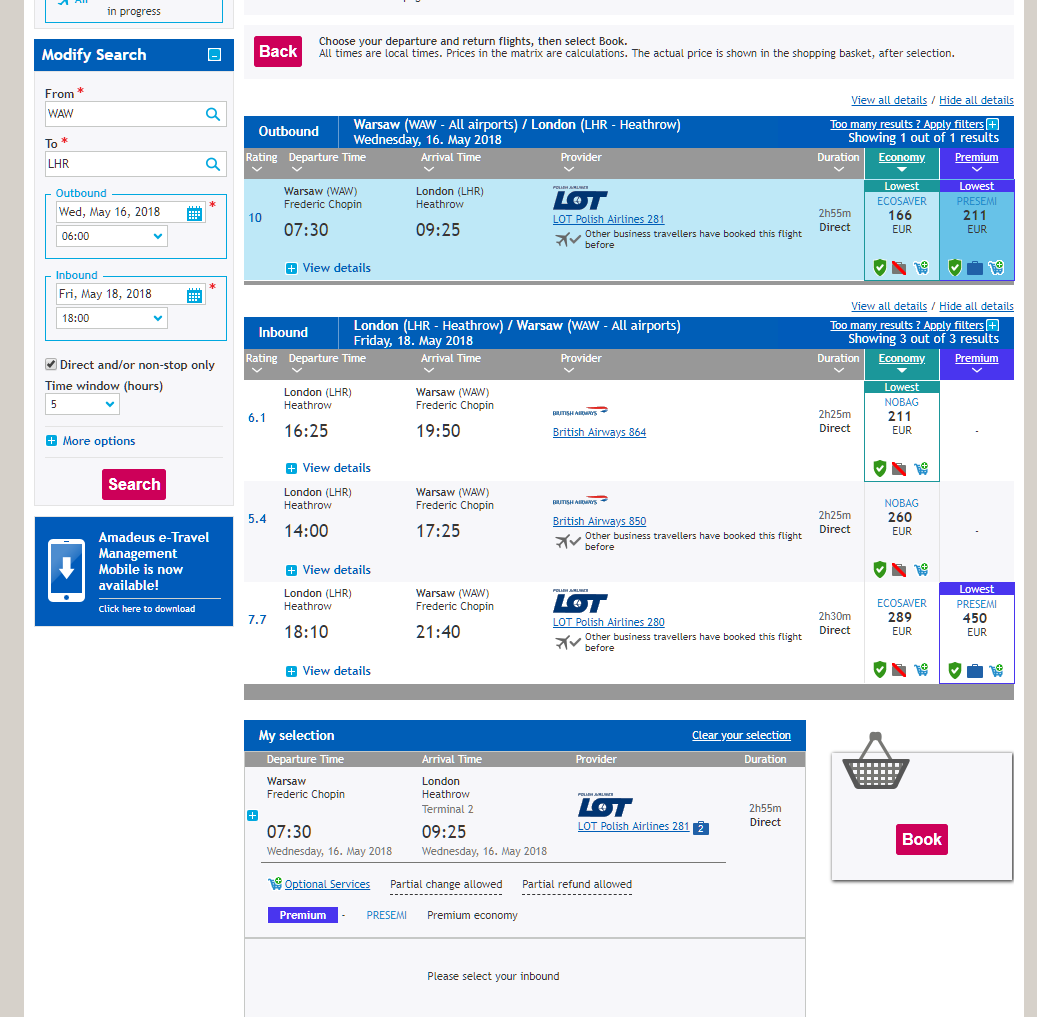 in progress
Modify Search
From *
WAW
To *
LHR
Outbound
Wed, May 16, 2018 *
06:00
Inbound
Fri, May 18, 2018 *
18:00
Direct and/or non-stop only
Time window (hours)
5
More options
Search
Amadeus e-Travel
Management
Mobile is now
available!
Click here to download
Back
Choose your departure and return flights, then select Book.
All times are local times. Prices in the matrix are calculations. The actual price is shown in the shopping basket, after selection.
View all details / Hide all details
Outbound
Warsaw (WAW - All airports) / London (LHR - Heathrow)
Wednesday, 16. May 2018
Too many results ? Apply filters
Showing 1 out of 1 results
Rating Departure Time Arrival Time Provider Duration Economy Premium
Lowest Lowest
10
Warsaw (WAW)
Frederic Chopin
07:30
London (LHR)
Heathrow
09:25
POLISH AIRLINES
LOT
LOT Polish Airlines 281
Other business travellers have booked this flight
before
2h55m
Direct
ECOSAVER
166
EUR
PRESEMI
211
EUR
View details
View all details / Hide all details
Inbound
London (LHR - Heathrow) / Warsaw (WAW - All airports)
Friday, 18. May 2018
Too many results ? Apply filters
Showing 3 out of 3 results
Rating Departure Time Arrival Time Provider Duration Economy Premium
Lowest
6.1
London (LHR)
Heathrow
16:25
Warsaw (WAW)
Frederic Chopin
19:50
BRITISH AIRWAYS
British Airways 864
2h25m
Direct
NOBAG
211
EUR
-
View details
5.4
London (LHR)
Heathrow
14:00
Warsaw (WAW)
Frederic Chopin
17:25
BRITISH AIRWAYS
British Airways 850
Other business travellers have booked this flight
before
2h25m
Direct
NOBAG
260
EUR
-
View details
7.7
London (LHR)
Heathrow
18:10
Warsaw (WAW)
Frederic Chopin
21:40
POLISH AIRLINES
LOT
LOT Polish Airlines 280
Other business travellers have booked this flight
before
2h30m
Direct
ECOSAVER
289
EUR
Lowest
PRESEMI
450
EUR
View details
My selection
Clear your selection
Departure Time Arrival Time Provider Duration
Warsaw
Frederic Chopin
07:30
Wednesday, 16. May 2018
London
Heathrow
Terminal 2
09:25
Wednesday, 16. May 2018
POLISH AIRLINES
LOT
LOT Polish Airlines 281 2
2h55m
Direct
Optional Services Partial change allowed Partial refund allowed
Premium - PRESEMI Premium economy
Please select your inbound
Book